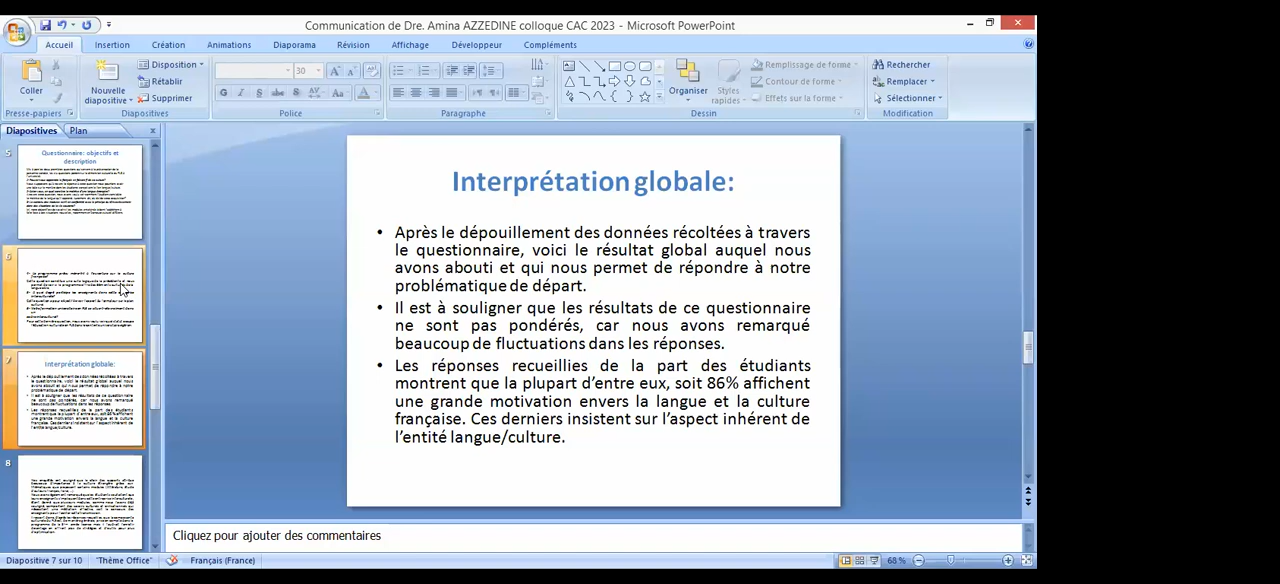 Communication de Dre. Amina AZZEDINE colloque CAC 2023 - Microsoft PowerPoint
Accueil Insertion Création Animations Diaporama Révision Affichage Développeur Compléments
Coller
Presse-papiers
Nouvelle diapositive
Disposition
Rétablir
Supprimer
Diapositives
30
G I S abc S AV Aa A
Police
Paragraphe
Organiser
Styles rapides
Remplissage de forme
Contour de forme
Effets sur la forme
Dessin
Rechercher
Remplacer
Sélectionner
Modification
Diapositives Plan
5
Questionnaire: objectifs et
description
6
7
Interprétation globale:
8
Interprétation globale:
• Après le dépouillement des données récoltées à travers
le questionnaire, voici le résultat global auquel nous
avons abouti et qui nous permet de répondre à notre
problématique de départ.
• Il est à souligner que les résultats de ce questionnaire
ne sont pas pondérés, car nous avons remarqué
beaucoup de fluctuations dans les réponses.
• Les réponses recueillies de la part des étudiants
montrent que la plupart d'entre eux, soit 86% affichent
une grande motivation envers la langue et la culture
française. Ces derniers insistent sur l'aspect inhérent de
l'entité langue/culture.
Cliquez pour ajouter des commentaires
Diapositive 7 sur 10 "Thème Office" Français (France) 68 %